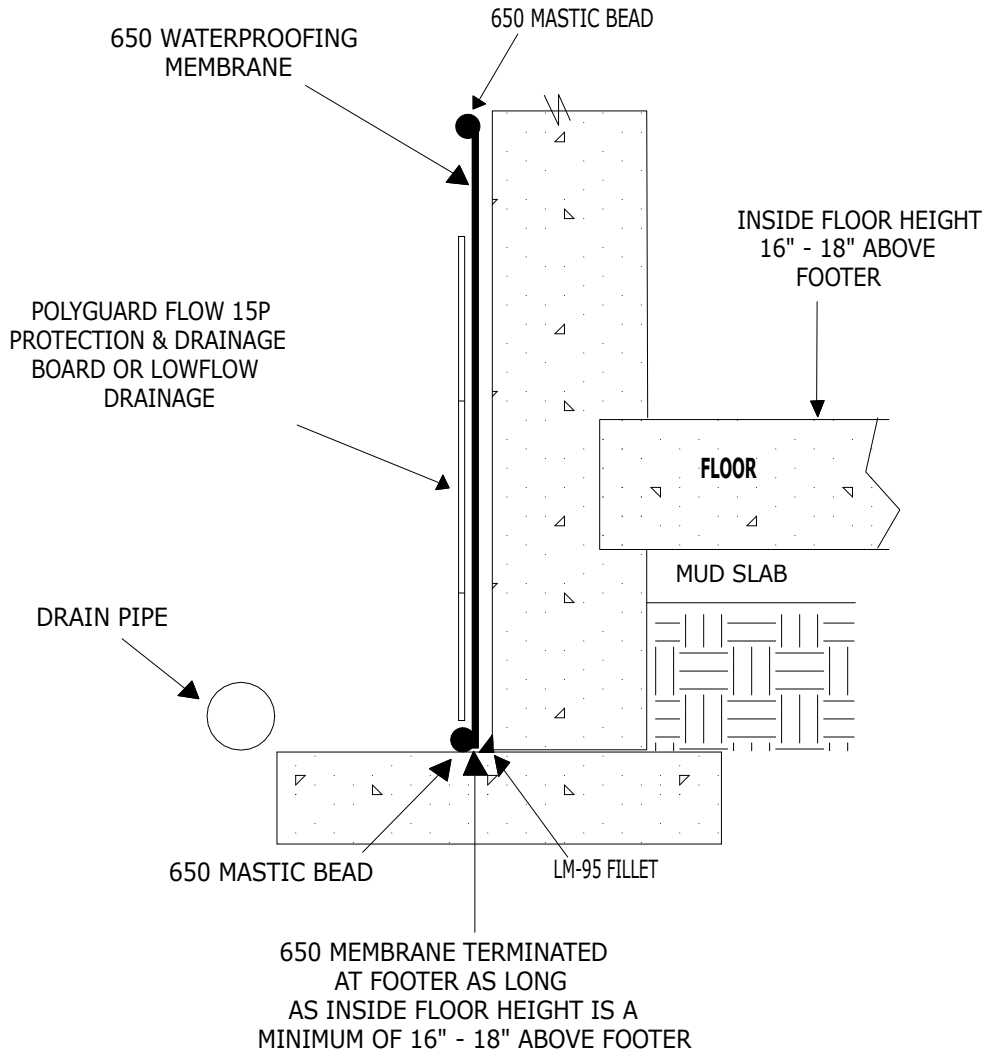 650 MASTIC BEAD
650 WATERPROOFING
MEMBRANE
INSIDE FLOOR HEIGHT
16" - 18" ABOVE
FOOTER
POLYGUARD FLOW 15P
PROTECTION & DRAINAGE
BOARD OR LOWFLOW
DRAINAGE
FLOOR
MUD SLAB
DRAIN PIPE
650 MASTIC BEAD
LM-95 FILLET
650 MEMBRANE TERMINATED
AT FOOTER AS LONG
AS INSIDE FLOOR HEIGHT IS A
MINIMUM OF 16" - 18" ABOVE FOOTER